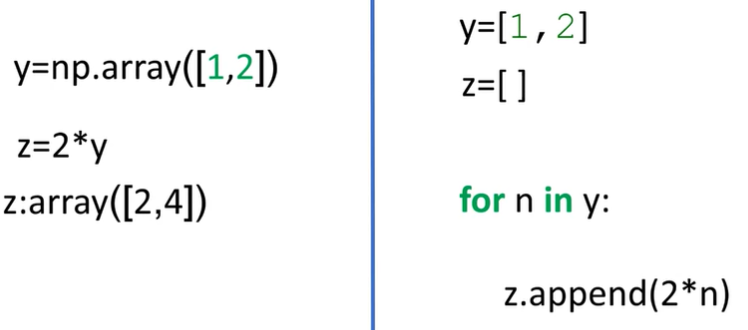 y=np.array([1,2])
z=2*y
z:array([2,4])
y=[1,2]
z=[ ]
for n in y:
z.append(2*n)